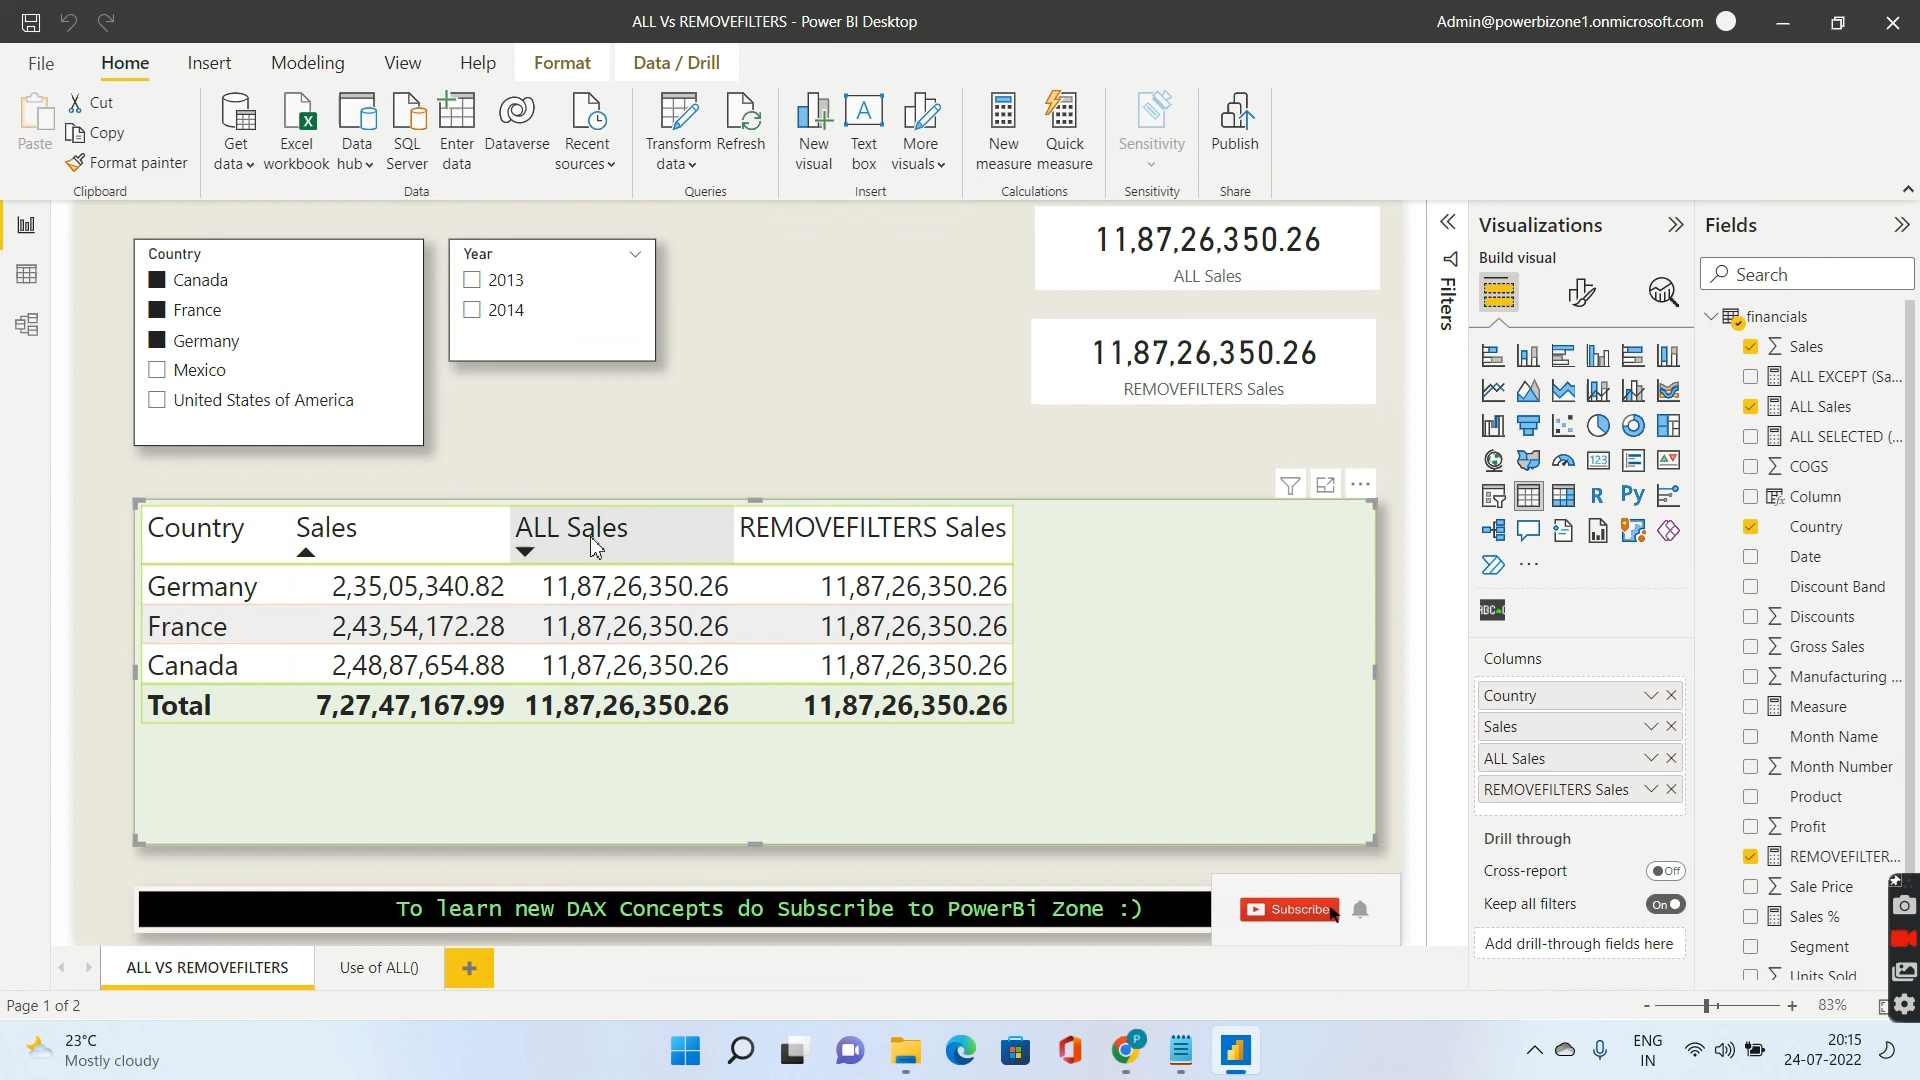 ALL Vs REMOVEFILTERS - Power BI Desktop
Admin@powerbizone1.onmicrosoft.com
File Home Insert Modeling View Help Format Data / Drill
Paste
Cut
Copy
Format painter
Clipboard
Get data
Excel workbook
Data hub
SQL Server
Enter data
Dataverse
Recent sources
Data
Transform data
Refresh
Queries
New visual
Text box
More visuals
Insert
New measure
Quick measure
Calculations
Sensitivity
Sensitivity
Publish
Share
Country
Canada
France
Germany
Mexico
United States of America
Year
2013
2014
11,87,26,350.26
ALL Sales
11,87,26,350.26
REMOVEFILTERS Sales
Country Sales ALL Sales REMOVEFILTERS Sales
Germany 2,35,05,340.82 11,87,26,350.26 11,87,26,350.26
France 2,43,54,172.28 11,87,26,350.26 11,87,26,350.26
Canada 2,48,87,654.88 11,87,26,350.26 11,87,26,350.26
Total 7,27,47,167.99 11,87,26,350.26 11,87,26,350.26
To learn new DAX Concepts do Subscribe to PowerBi Zone :)
Subscribe
Filters
Visualizations
Build visual
123
R
Py
ABC
Columns
Country
Sales
ALL Sales
REMOVEFILTERS Sales
Drill through
Cross-report Off
Keep all filters On
Add drill-through fields here
Fields
Search
financials
Sales
ALL EXCEPT (Sa...
ALL Sales
ALL SELECTED (...
COGS
Column
Country
Date
Discount Band
Discounts
Gross Sales
Manufacturing ...
Measure
Month Name
Month Number
Product
Profit
REMOVEFILTER...
Sale Price
Sales %
Segment
Units Sold
ALL VS REMOVEFILTERS Use of ALL()
Page 1 of 2
- + 83%
23°C
Mostly cloudy
P
ENG
IN
20:15
24-07-2022